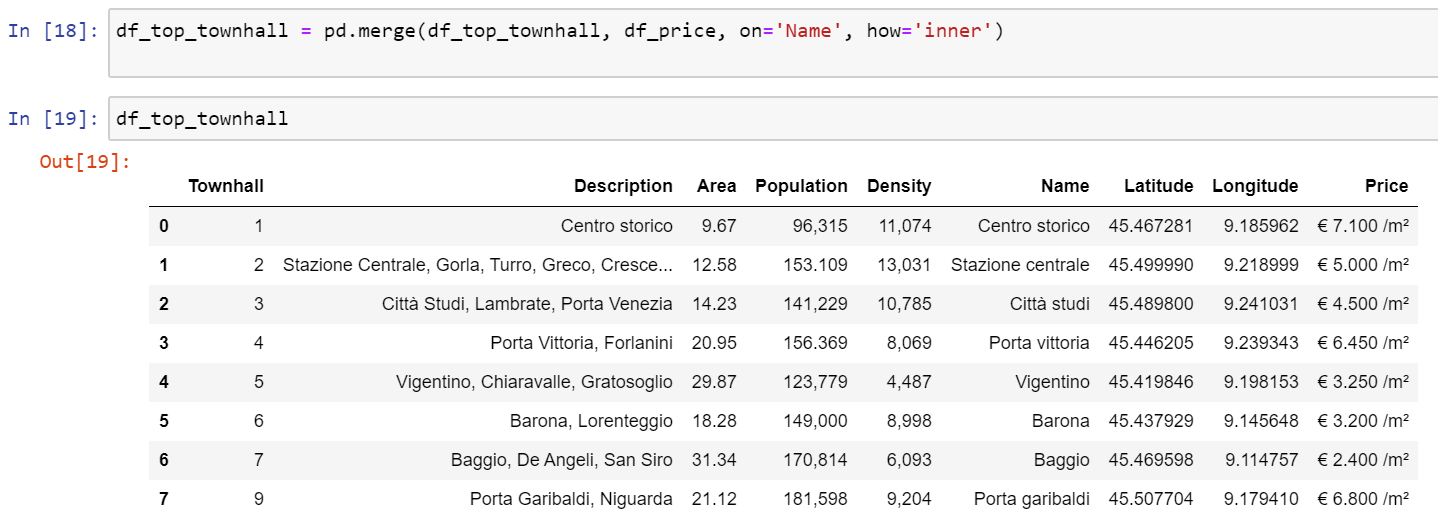 In [18]: df_top_townhall = pd.merge(df_top_townhall, df_price, on='Name', how='inner')
In [19]: df_top_townhall
Out[19]:
Townhall Description Area Population Density Name Latitude Longitude Price
0 1 Centro storico 9.67 96,315 11,074 Centro storico 45.467281 9.185962 € 7.100 /m²
1 2 Stazione Centrale, Gorla, Turro, Greco, Cresce... 12.58 153.109 13,031 Stazione centrale 45.499990 9.218999 € 5.000 /m²
2 3 Città Studi, Lambrate, Porta Venezia 14.23 141,229 10,785 Città studi 45.489800 9.241031 € 4.500 /m²
3 4 Porta Vittoria, Forlanini 20.95 156.369 8,069 Porta vittoria 45.446205 9.239343 € 6.450 /m²
4 5 Vigentino, Chiaravalle, Gratosoglio 29.87 123,779 4,487 Vigentino 45.419846 9.198153 € 3.250 /m²
5 6 Barona, Lorenteggio 18.28 149,000 8,998 Barona 45.437929 9.145648 € 3.200 /m²
6 7 Baggio, De Angeli, San Siro 31.34 170,814 6,093 Baggio 45.469598 9.114757 € 2.400 /m²
7 9 Porta Garibaldi, Niguarda 21.12 181,598 9,204 Porta garibaldi 45.507704 9.179410 € 6.800 /m²